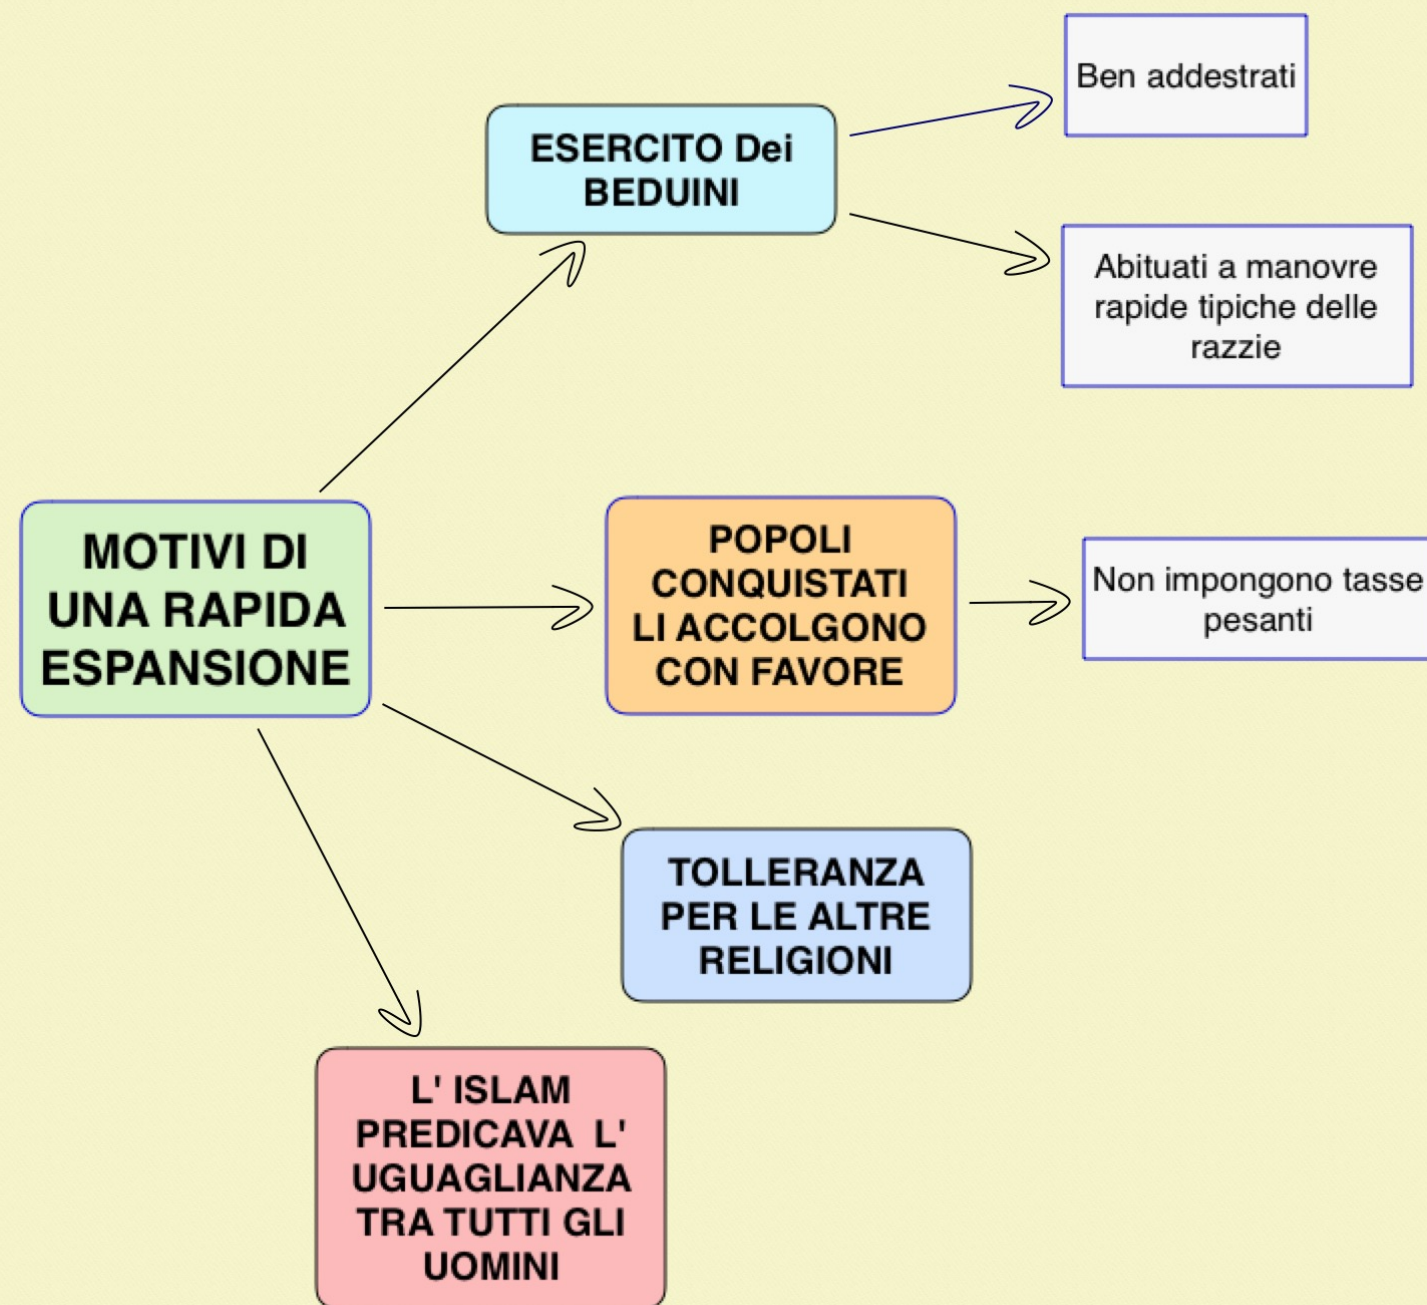 Ben addestrati
ESERCITO Dei
BEDUINI
Abituati a manovre
rapide tipiche delle
razzie
MOTIVI DI
UNA RAPIDA
ESPANSIONE
POPOLI
CONQUISTATI
LI ACCOLGONO
CON FAVORE
Non impongono tasse
pesanti
TOLLERANZA
PER LE ALTRE
RELIGIONI
L' ISLAM
PREDICAVA  L'
UGUAGLIANZA
TRA TUTTI GLI
UOMINI